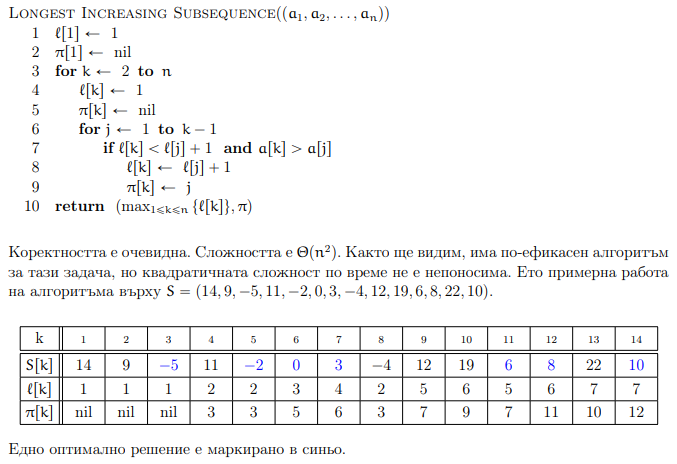 LONGEST INCREASING SUBSEQUENCE((a₁, a₂, . . . , aₙ))
1 ℓ[1] ← 1
2 π[1] ← nil
3 for k ← 2 to n
4 ℓ[k] ← 1
5 π[k] ← nil
6 for j ← 1 to k − 1
7 if ℓ[k] < ℓ[j] + 1 and a[k] > a[j]
8 ℓ[k] ← ℓ[j] + 1
9 π[k] ← j
10 return (max₁⩽k⩽n {ℓ[k]}, π)
Коректността е очевидна. Сложността е Θ(n²). Както ще видим, има по-ефикасен алгоритъм
за тази задача, но квадратичната сложност по време не е непоносима. Ето примерна работа
на алгоритъма върху S = (14, 9, −5, 11, −2, 0, 3, −4, 12, 19, 6, 8, 22, 10).
k 1 2 3 4 5 6 7 8 9 10 11 12 13 14
S[k] 14 9 −5 11 −2 0 3 −4 12 19 6 8 22 10
ℓ[k] 1 1 1 2 2 3 4 2 5 6 5 6 7 7
π[k] nil nil nil 3 3 5 6 3 7 9 7 11 10 12
Едно оптимално решение е маркирано в синьо.